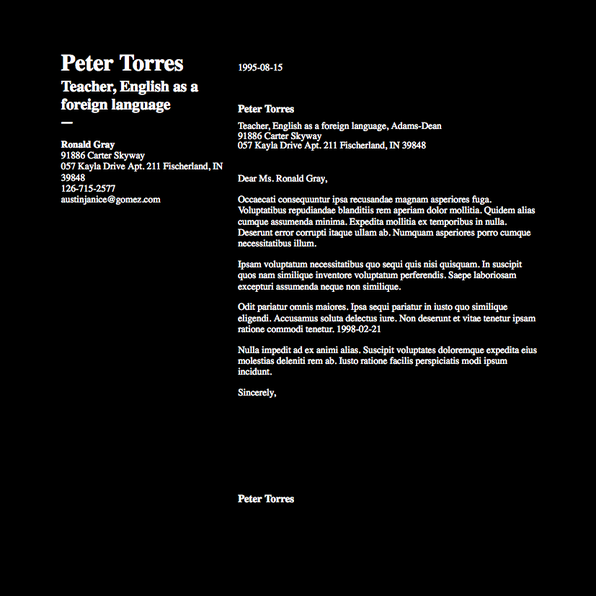 Peter Torres
Teacher, English as a
foreign language
—
Ronald Gray
91886 Carter Skyway
057 Kayla Drive Apt. 211 Fischerland, IN
39848
126-715-2577
austinjanice@gomez.com
1995-08-15
Peter Torres
Teacher, English as a foreign language, Adams-Dean
91886 Carter Skyway
057 Kayla Drive Apt. 211 Fischerland, IN 39848
Dear Ms. Ronald Gray,
Occaecati consequuntur ipsa recusandae magnam asperiores fuga.
Voluptatibus repudiandae blanditiis rem aperiam dolor mollitia. Quidem alias
cumque assumenda minima. Expedita mollitia ex temporibus in nulla.
Deserunt error corrupti itaque ullam ab. Numquam asperiores porro cumque
necessitatibus illum.
Ipsam voluptatum necessitatibus quo sequi quis nisi quisquam. In suscipit
quos nam similique inventore voluptatum perferendis. Saepe laboriosam
excepturi assumenda neque non similique.
Odit pariatur omnis maiores. Ipsa sequi pariatur in iusto quo similique
eligendi. Accusamus soluta delectus iure. Non deserunt et vitae tenetur ipsam
ratione commodi tenetur. 1998-02-21
Nulla impedit ad ex animi alias. Suscipit voluptates doloremque expedita eius
molestias deleniti rem ab. Iusto ratione facilis perspiciatis modi ipsum
incidunt.
Sincerely,
Peter Torres